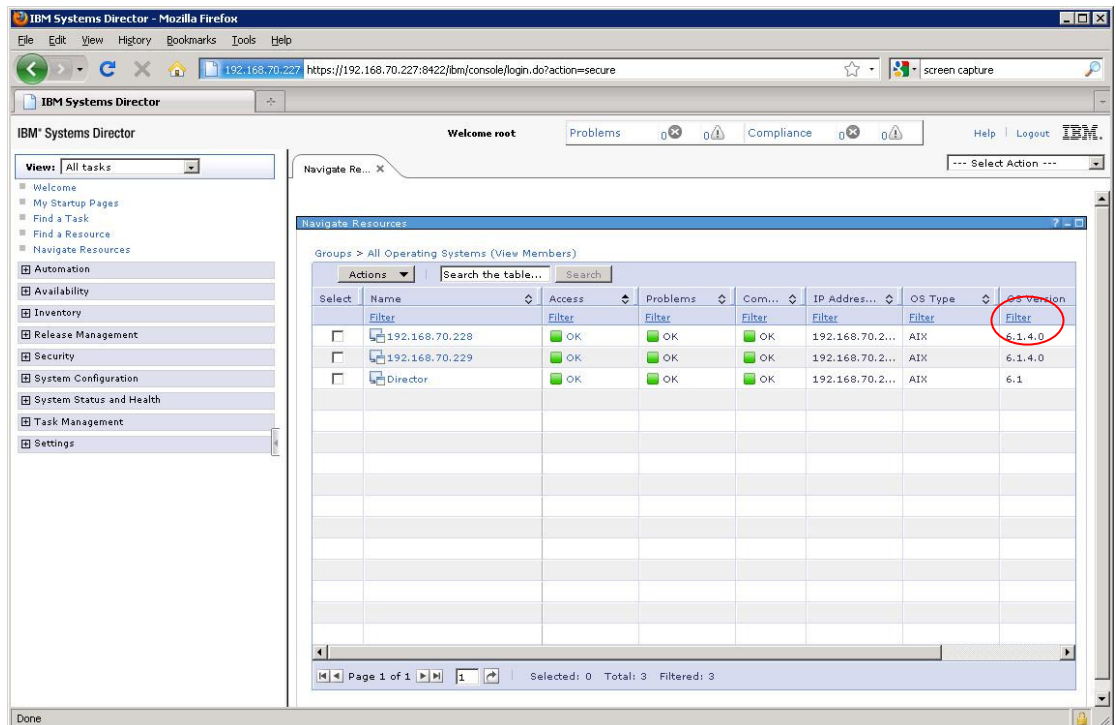 IBM Systems Director - Mozilla Firefox
File Edit View History Bookmarks Tools Help
192.168.70.227 https://192.168.70.227:8422/ibm/console/login.do?action=secure screen capture
IBM Systems Director
IBM® Systems Director Welcome root Problems 0 0 Compliance 0 0 Help Logout IBM.
View: All tasks
Navigate Re... --- Select Action ---
Welcome
My Startup Pages
Find a Task
Find a Resource
Navigate Resources
Automation
Availability
Inventory
Release Management
Security
System Configuration
System Status and Health
Task Management
Settings
Navigate Resources
Groups > All Operating Systems (View Members)
Actions Search the table... Search
Select Name Access Problems Com... IP Addres... OS Type OS Version
Filter Filter Filter Filter Filter Filter Filter
192.168.70.228 OK OK OK 192.168.70.2... AIX 6.1.4.0
192.168.70.229 OK OK OK 192.168.70.2... AIX 6.1.4.0
Director OK OK OK 192.168.70.2... AIX 6.1
Page 1 of 1 1 Selected: 0 Total: 3 Filtered: 3
Done